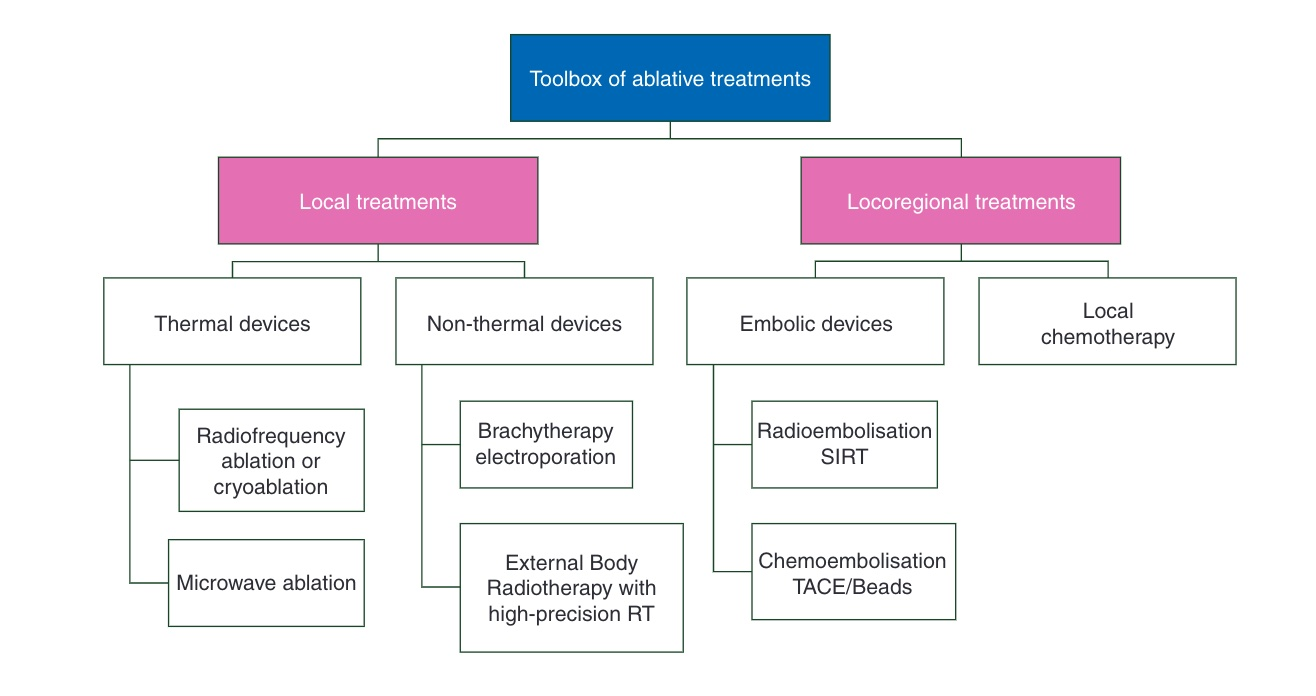 Toolbox of ablative treatments
Local treatments
Locoregional treatments
Thermal devices
Non-thermal devices
Embolic devices
Local
chemotherapy
Radiofrequency
ablation or
cryoablation
Brachytherapy
electroporation
Radioembolisation
SIRT
Microwave ablation
External Body
Radiotherapy with
high-precision RT
Chemoembolisation
TACE/Beads